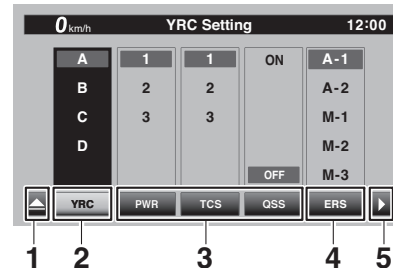 0 km/h YRC Setting 12:00
A 1 1 ON A-1
B 2 2 A-2
C 3 3 M-1
D M-2
OFF M-3
YRC PWR TCS QSS ERS
1 2 3 4 5